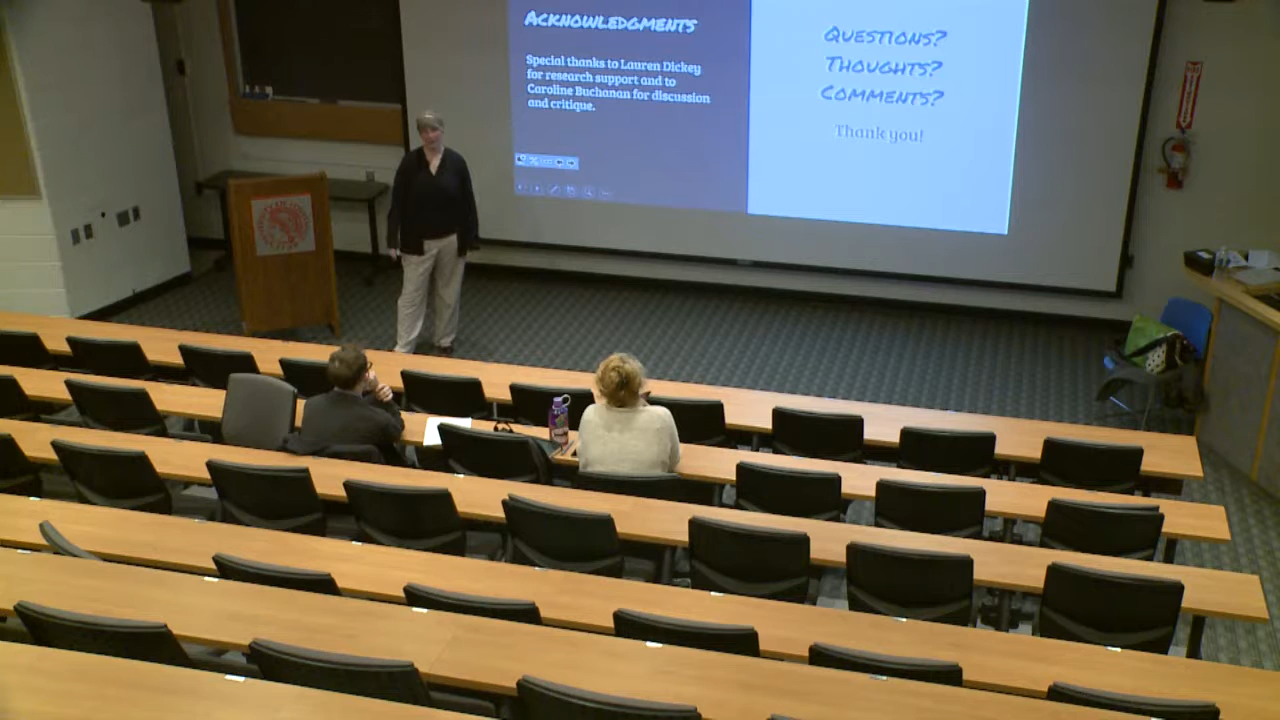 Acknowledgments
Special thanks to Lauren Dickey
for research support and to
Caroline Buchanan for discussion
and critique.
Questions?
Thoughts?
Comments?
Thank you!